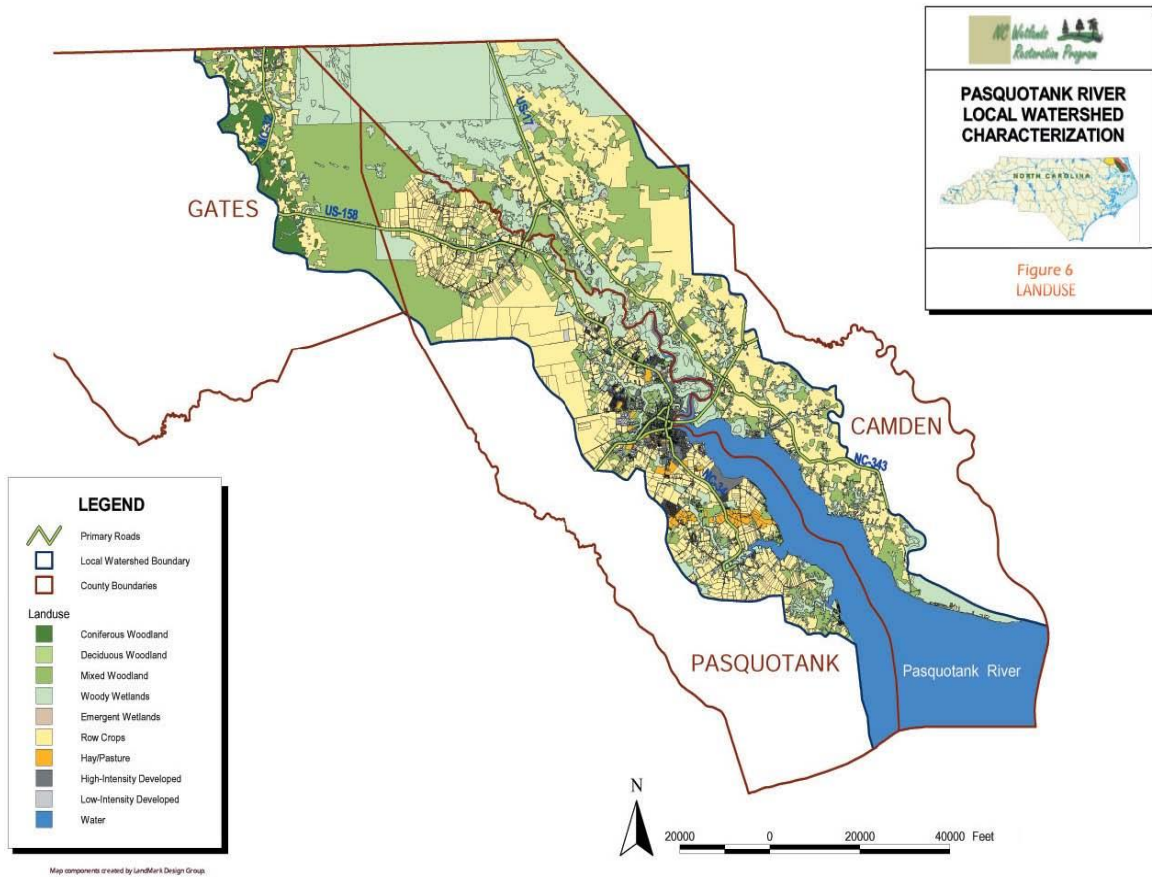 NC Wetlands
Restoration Program
PASQUOTANK RIVER
LOCAL WATERSHED
CHARACTERIZATION
NORTH CAROLINA
Figure 6
LANDUSE
US-17
GATES
US-158
CAMDEN
NC-343
PASQUOTANK
Pasquotank River
LEGEND
Primary Roads
Local Watershed Boundary
County Boundaries
Landuse
Coniferous Woodland
Deciduous Woodland
Mixed Woodland
Woody Wetlands
Emergent Wetlands
Row Crops
Hay/Pasture
High-Intensity Developed
Low-Intensity Developed
Water
N
20000 0 20000 40000 Feet
Map components created by LandMark Design Group.